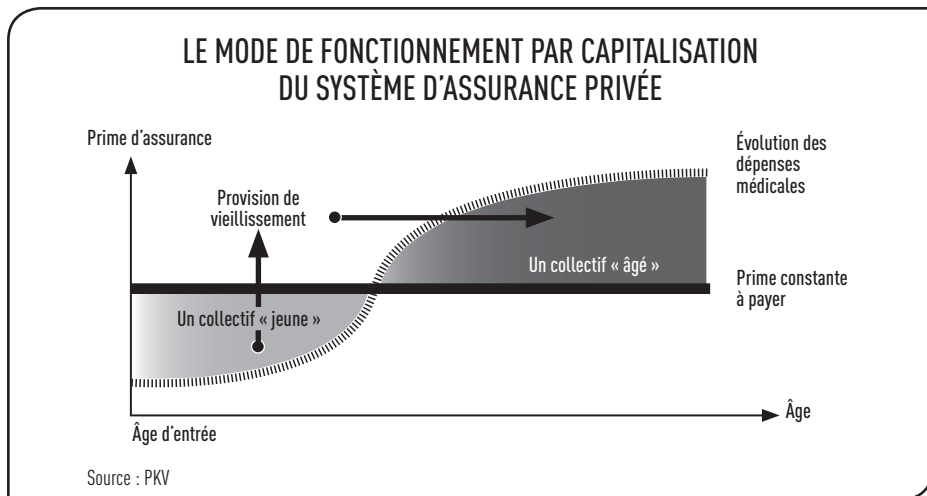 LE MODE DE FONCTIONNEMENT PAR CAPITALISATION
DU SYSTÈME D'ASSURANCE PRIVÉE
Prime d'assurance
Évolution des
dépenses
médicales
Provision de
vieillissement
Un collectif « âgé »
Prime constante
à payer
Un collectif « jeune »
Âge
Âge d'entrée
Source : PKV